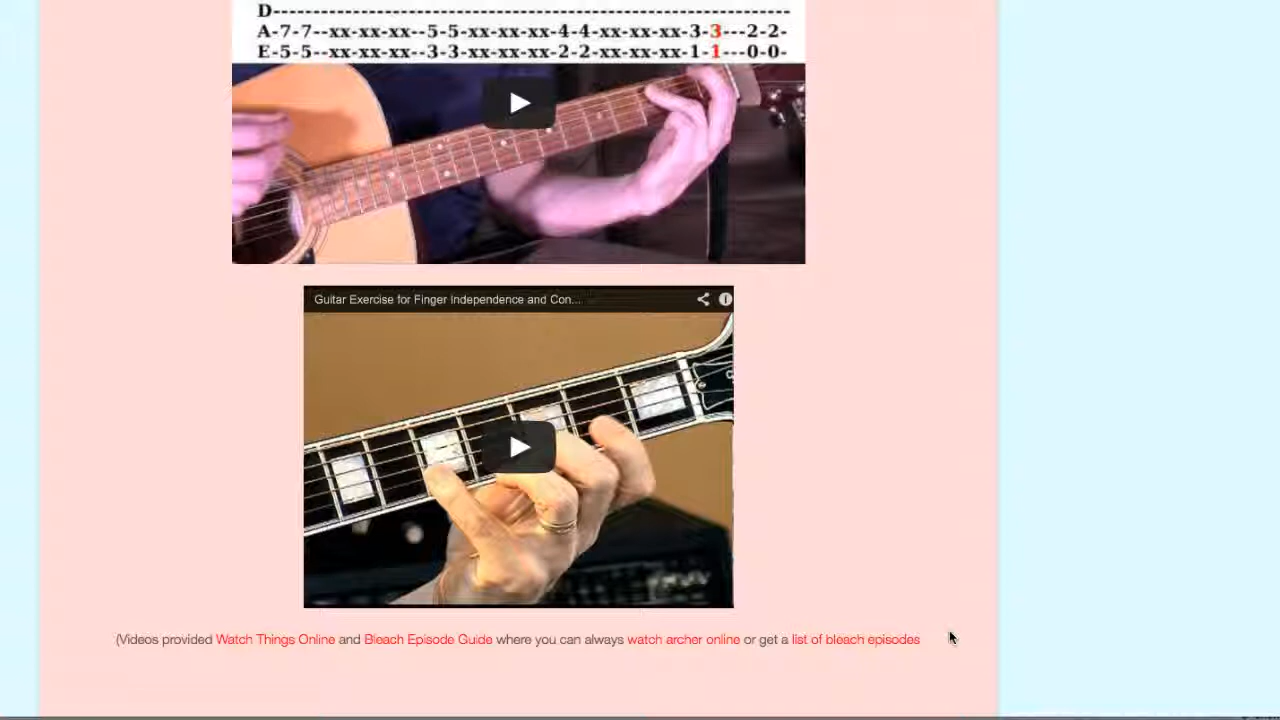 D---------------------------------------------------------------
A-7-7--xx-xx-xx--5-5-xx-xx-xx-4-4-xx-xx-xx-3-3---2-2-
E-5-5--xx-xx-xx--3-3-xx-xx-xx-2-2-xx-xx-xx-1-1---0-0-
Guitar Exercise for Finger Independence and Con...
(Videos provided Watch Things Online and Bleach Episode Guide where you can always watch archer online or get a list of bleach episodes